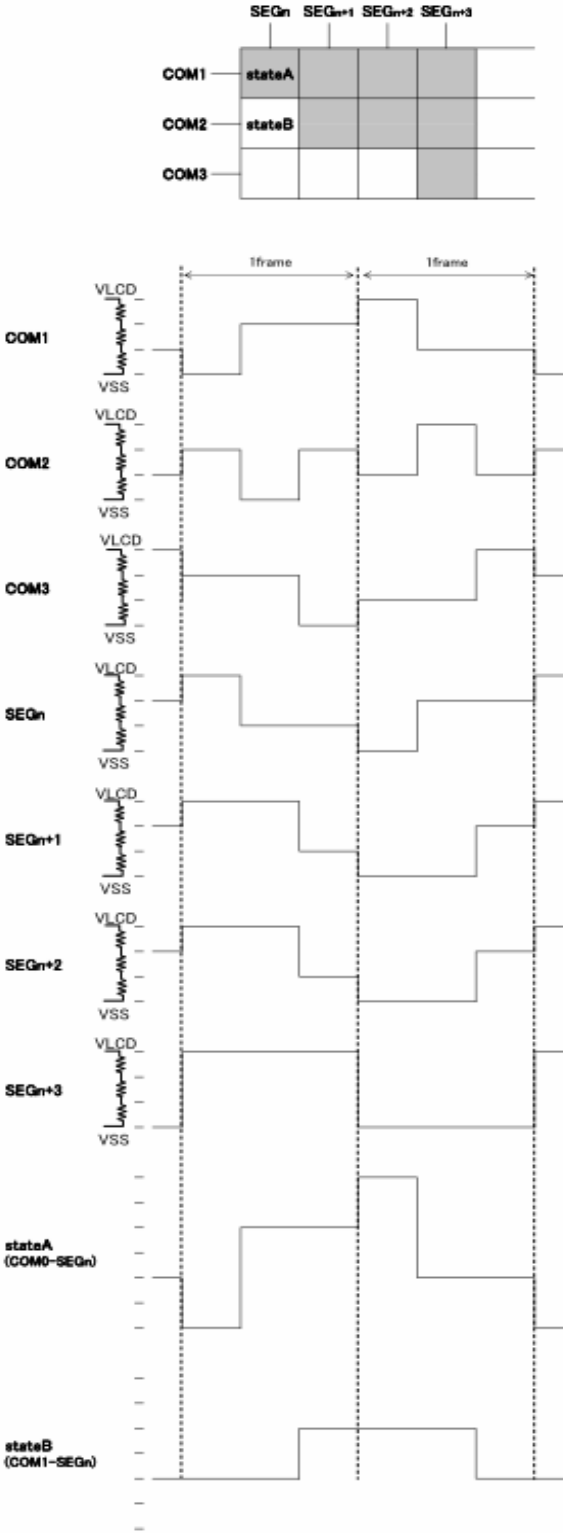 SEGn SEGn+1 SEGn+2 SEGn+3
COM1 stateA
COM2 stateB
COM3
1frame 1frame
VLCD
COM1
VSS
VLCD
COM2
VSS
VLCD
COM3
VSS
VLCD
SEGn
VSS
VLCD
SEGn+1
VSS
VLCD
SEGn+2
VSS
VLCD
SEGn+3
VSS
stateA
(COM0-SEGn)
stateB
(COM1-SEGn)